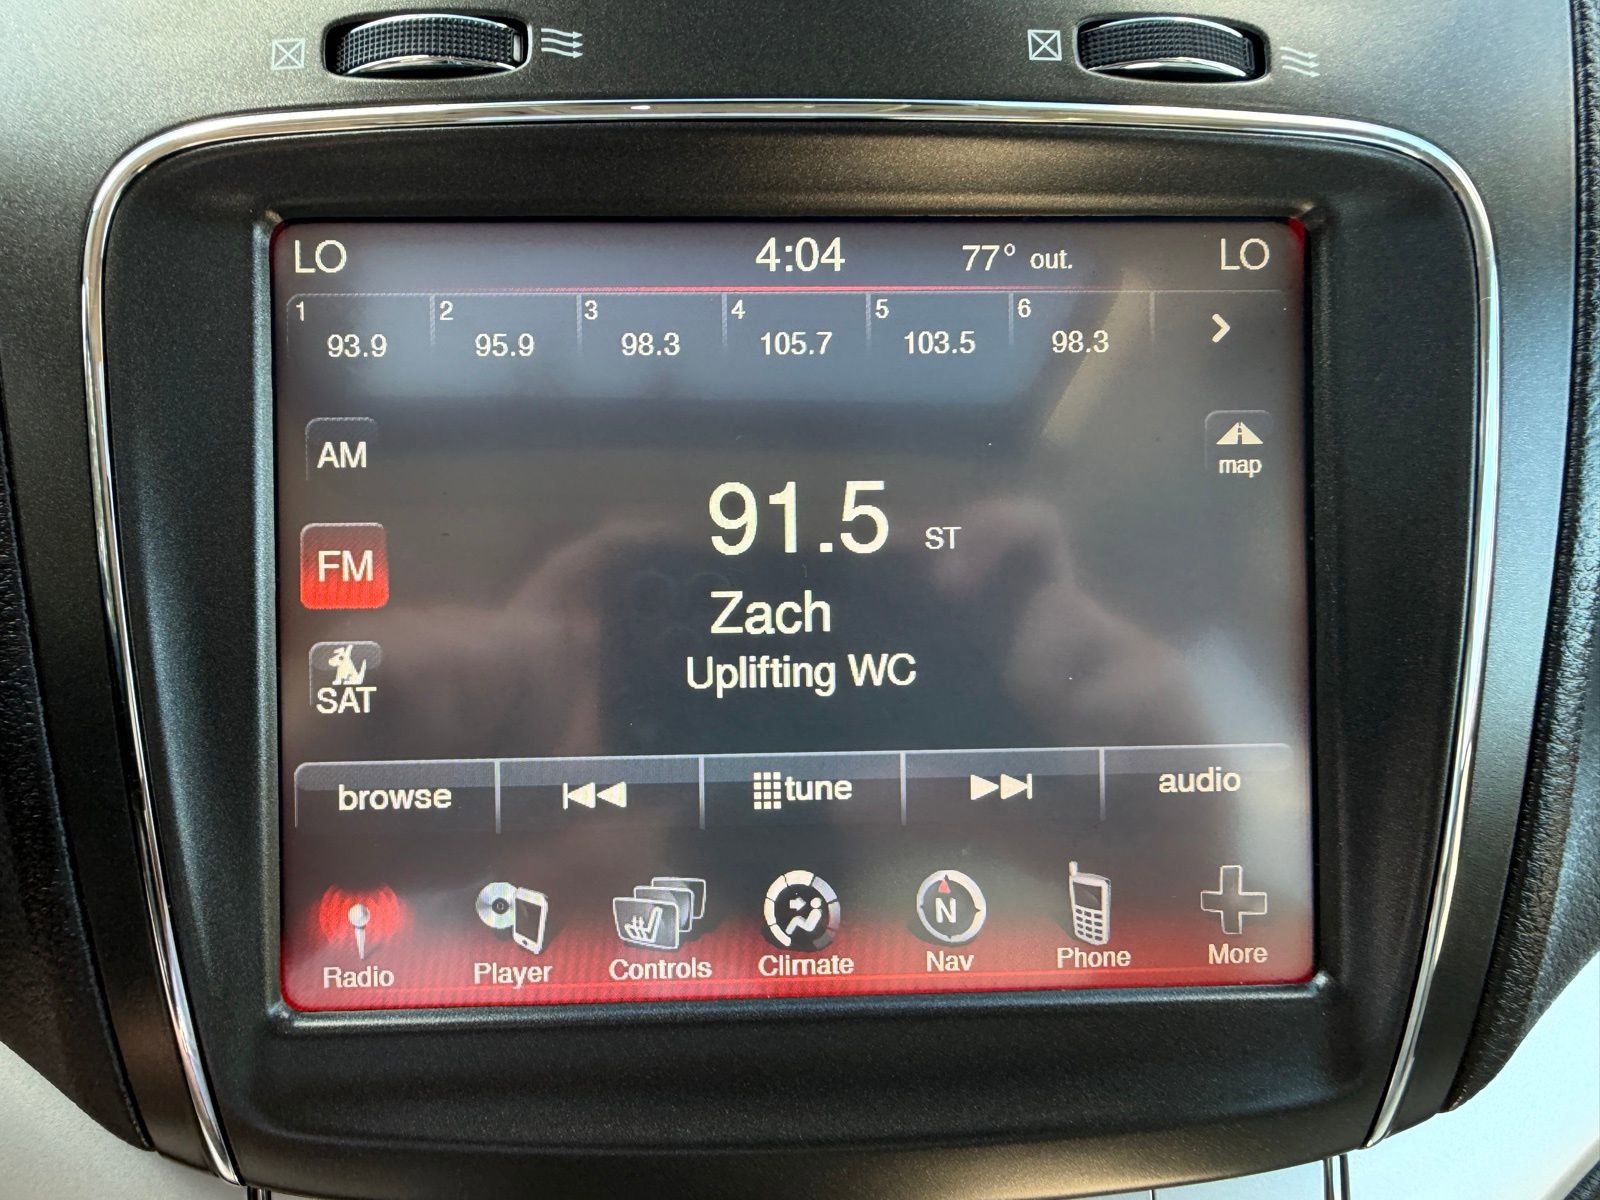 LO 4:04 77° out. LO
1 2 3 4 5 6
93.9 95.9 98.3 105.7 103.5 98.3
AM
map
91.5 ST
FM
Zach
Uplifting WC
SAT
browse tune audio
N
Radio Player Controls Climate Nav Phone More